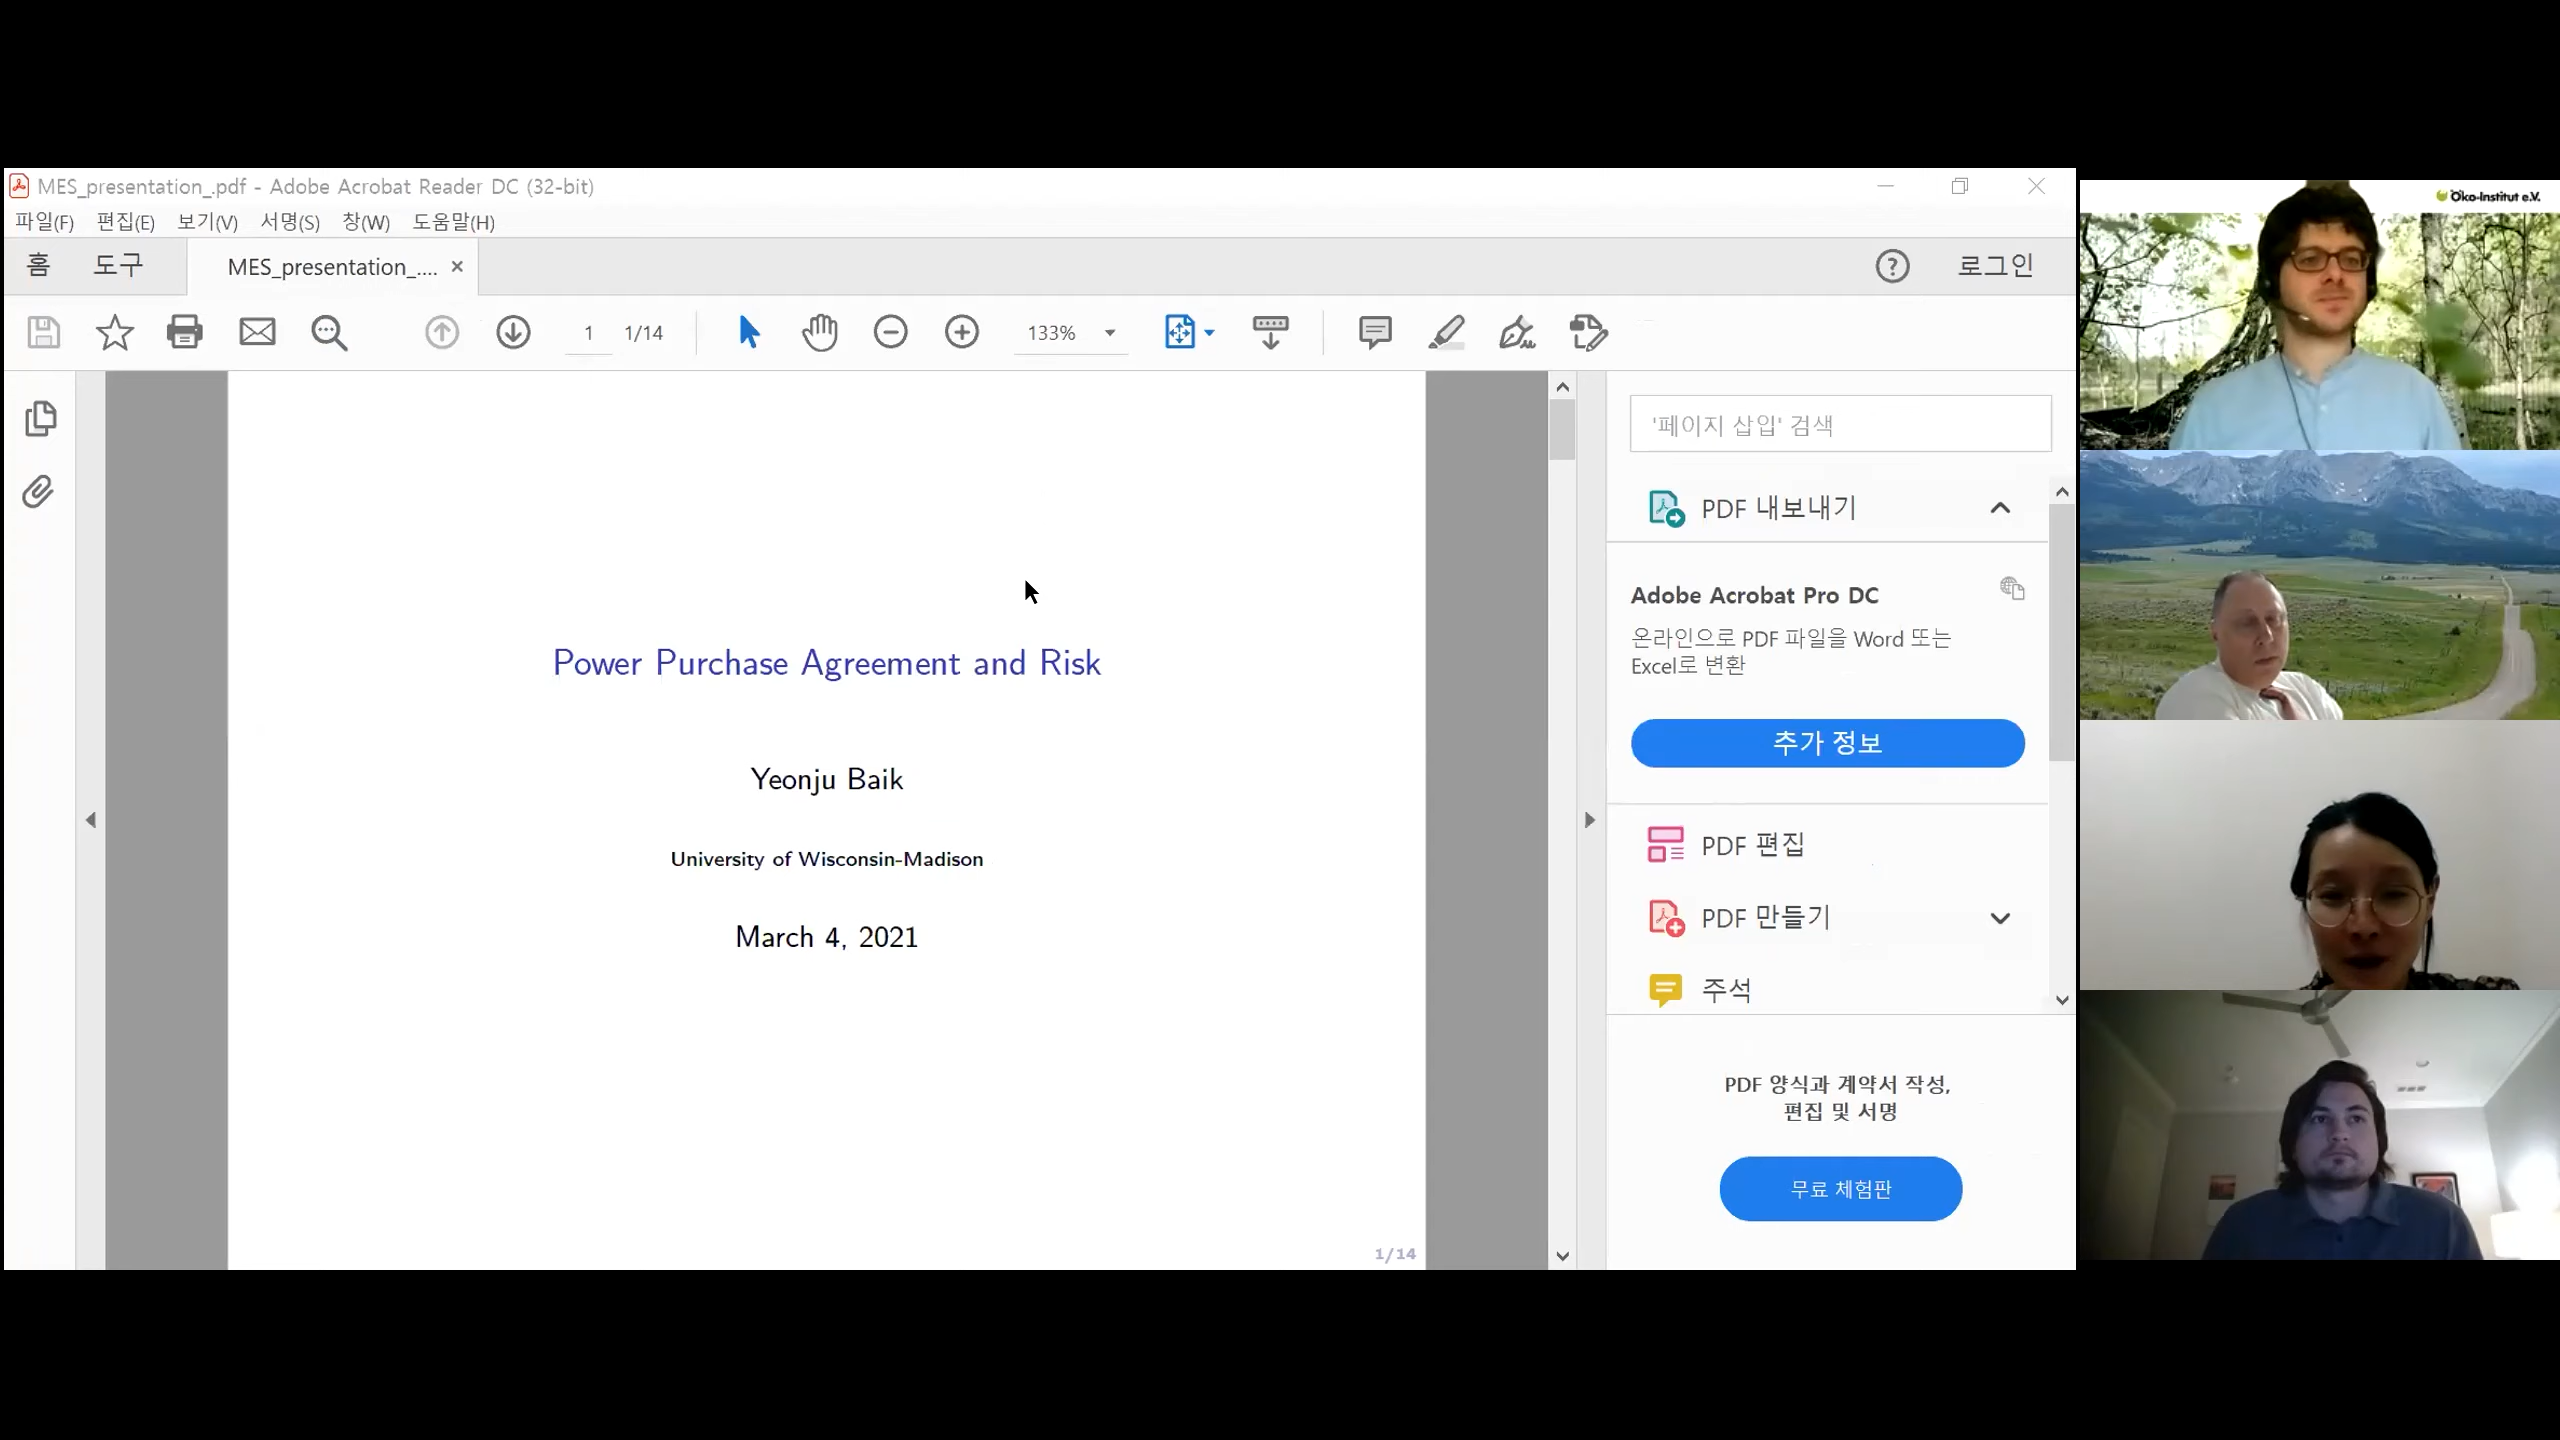 MES_presentation_.pdf - Adobe Acrobat Reader DC (32-bit)
파일(F) 편집(E) 보기(V) 서명(S) 창(W) 도움말(H)
홈 도구 MES_presentation_.... × 로그인
1 1/14 133%
Power Purchase Agreement and Risk
Yeonju Baik
University of Wisconsin-Madison
March 4, 2021
1/14
'페이지 삽입' 검색
PDF 내보내기
Adobe Acrobat Pro DC
온라인으로 PDF 파일을 Word 또는
Excel로 변환
추가 정보
PDF 편집
PDF 만들기
주석
PDF 양식과 계약서 작성,
편집 및 서명
무료 체험판
Öko-Institut e.V.